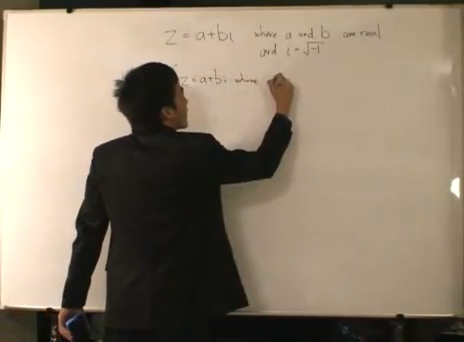 z = a+bi where a and b are real
and i = √-1
z = a+bi where